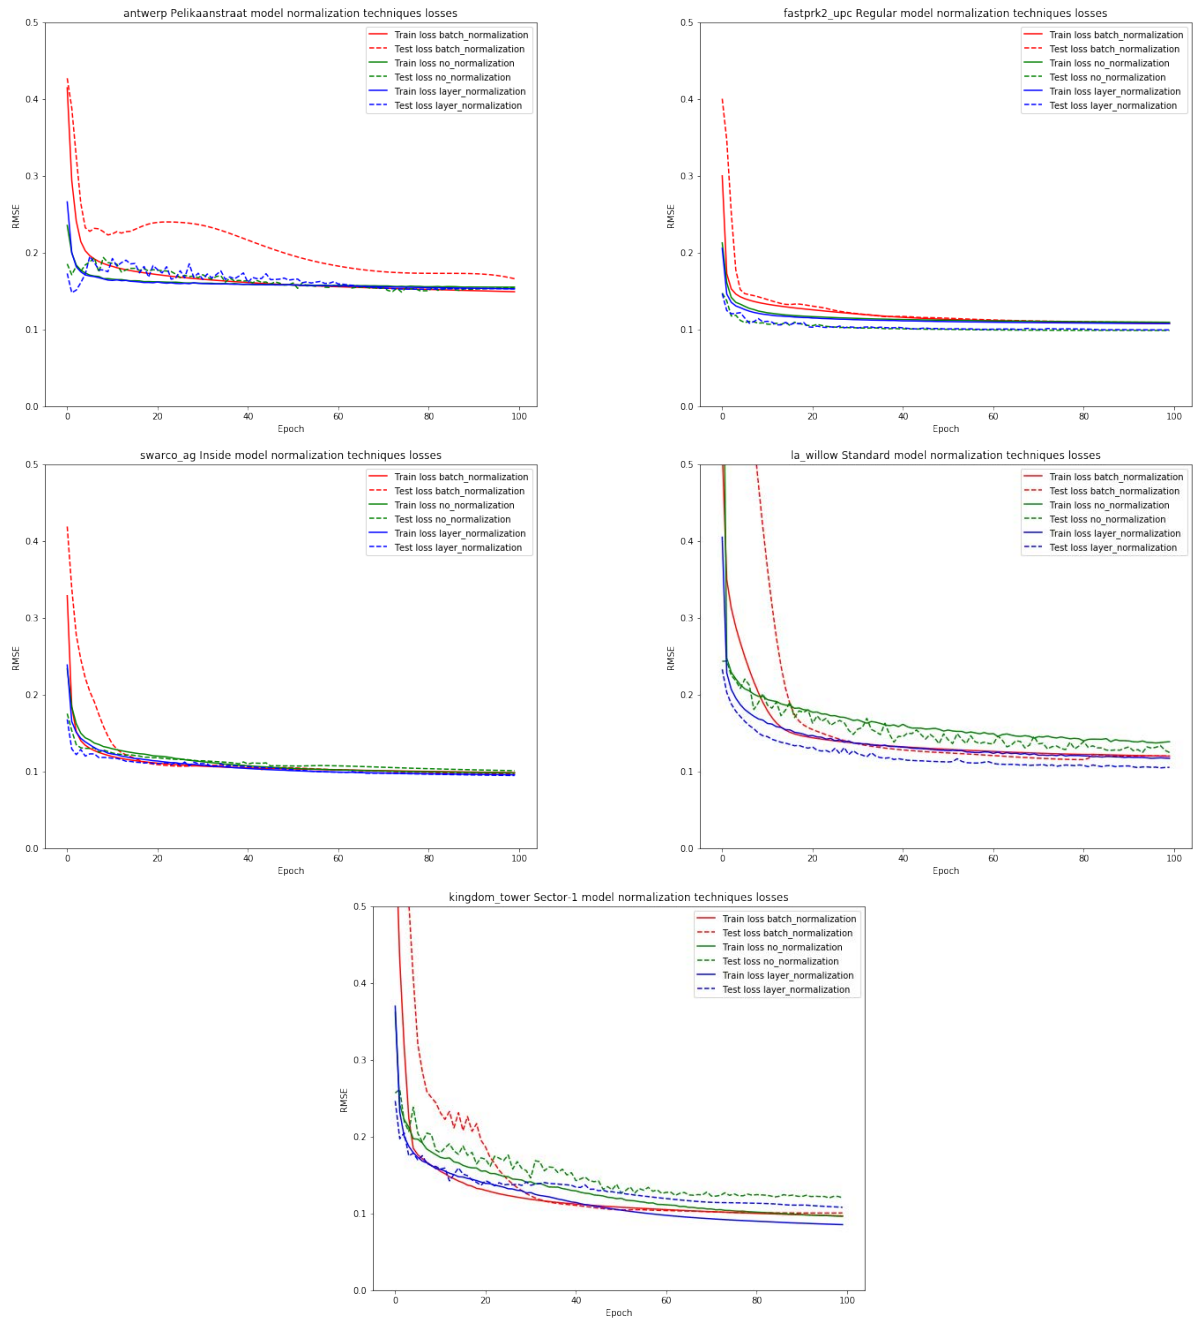 antwerp Pelikaanstraat model normalization techniques losses
0.5
0.4
0.3
0.2
0.1
0.0
RMSE
Train loss batch_normalization
Test loss batch_normalization
Train loss no_normalization
Test loss no_normalization
Train loss layer_normalization
Test loss layer_normalization
0 20 40 60 80 100
Epoch
fastprk2_upc Regular model normalization techniques losses
0.5
0.4
0.3
0.2
0.1
0.0
RMSE
Train loss batch_normalization
Test loss batch_normalization
Train loss no_normalization
Test loss no_normalization
Train loss layer_normalization
Test loss layer_normalization
0 20 40 60 80 100
Epoch
swarco_ag Inside model normalization techniques losses
0.5
0.4
0.3
0.2
0.1
0.0
RMSE
Train loss batch_normalization
Test loss batch_normalization
Train loss no_normalization
Test loss no_normalization
Train loss layer_normalization
Test loss layer_normalization
0 20 40 60 80 100
Epoch
la_willow Standard model normalization techniques losses
0.5
0.4
0.3
0.2
0.1
0.0
RMSE
Train loss batch_normalization
Test loss batch_normalization
Train loss no_normalization
Test loss no_normalization
Train loss layer_normalization
Test loss layer_normalization
0 20 40 60 80 100
Epoch
kingdom_tower Sector-1 model normalization techniques losses
0.5
0.4
0.3
0.2
0.1
0.0
RMSE
Train loss batch_normalization
Test loss batch_normalization
Train loss no_normalization
Test loss no_normalization
Train loss layer_normalization
Test loss layer_normalization
0 20 40 60 80 100
Epoch